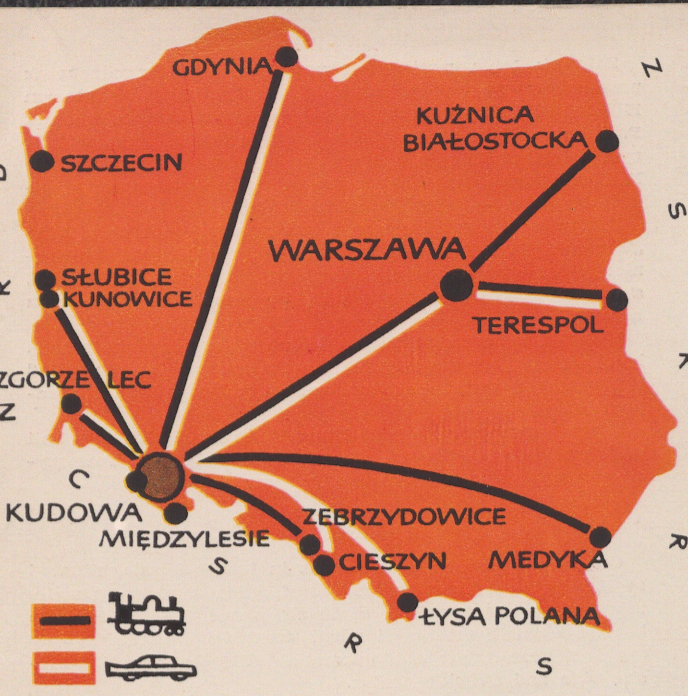 GDYNIA
Z
KUŹNICA
BIAŁOSTOCKA
SZCZECIN
S
WARSZAWA
SŁUBICE
R
KUNOWICE
TERESPOL
ZGORZELEC
N
C
KUDOWA
ZEBRZYDOWICE
MIĘDZYLESIE
CIESZYN
MEDYKA
R
S
ŁYSA POLANA
R
S